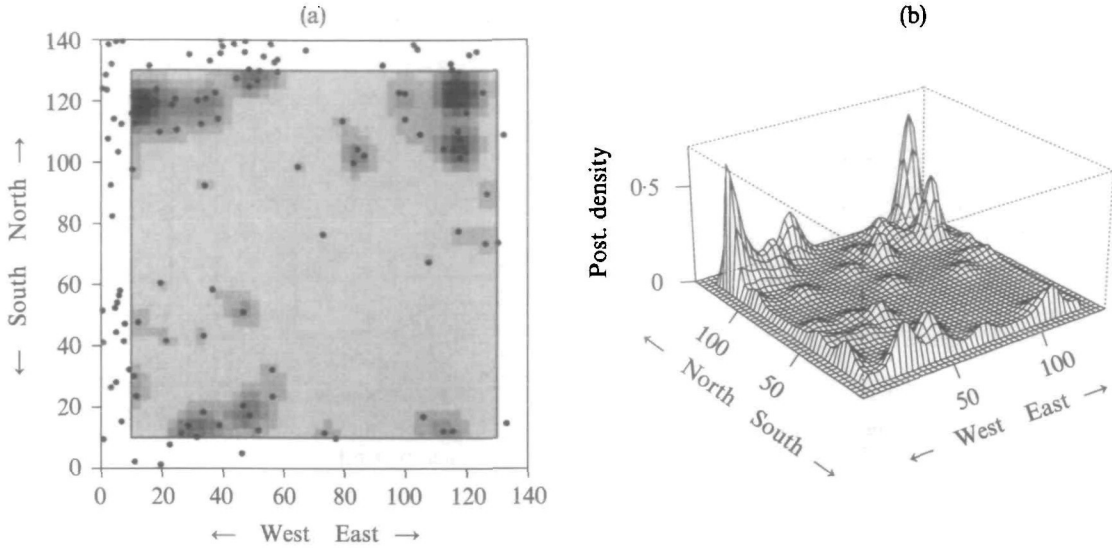 (a)
140
120
100
80
60
40
20
0
← South North →
0 20 40 60 80 100 120 140
← West East →
(b)
Post. density
0·5
0
100
50
← North South →
50
100
← West East →